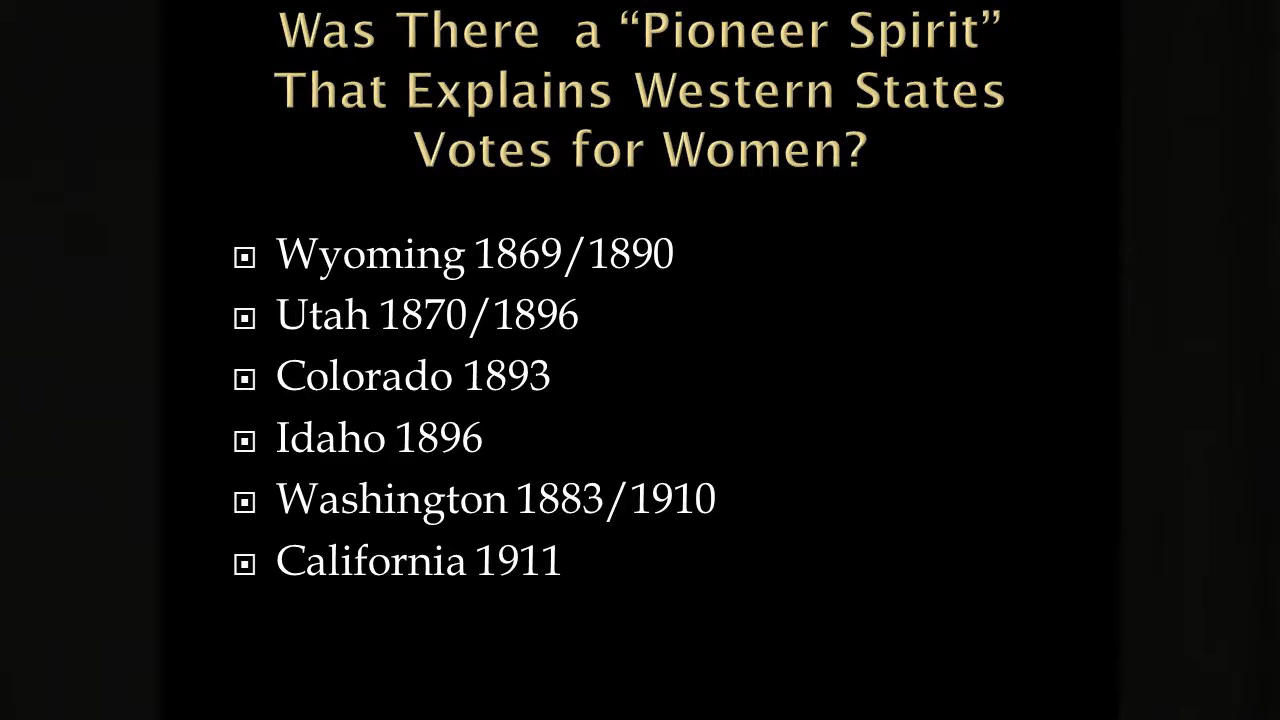 Was There a “Pioneer Spirit”
That Explains Western States
Votes for Women?
Wyoming 1869/1890
Utah 1870/1896
Colorado 1893
Idaho 1896
Washington 1883/1910
California 1911